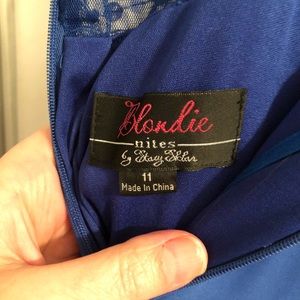 Blondie
nites
by Stacy Sklar
11
Made In China